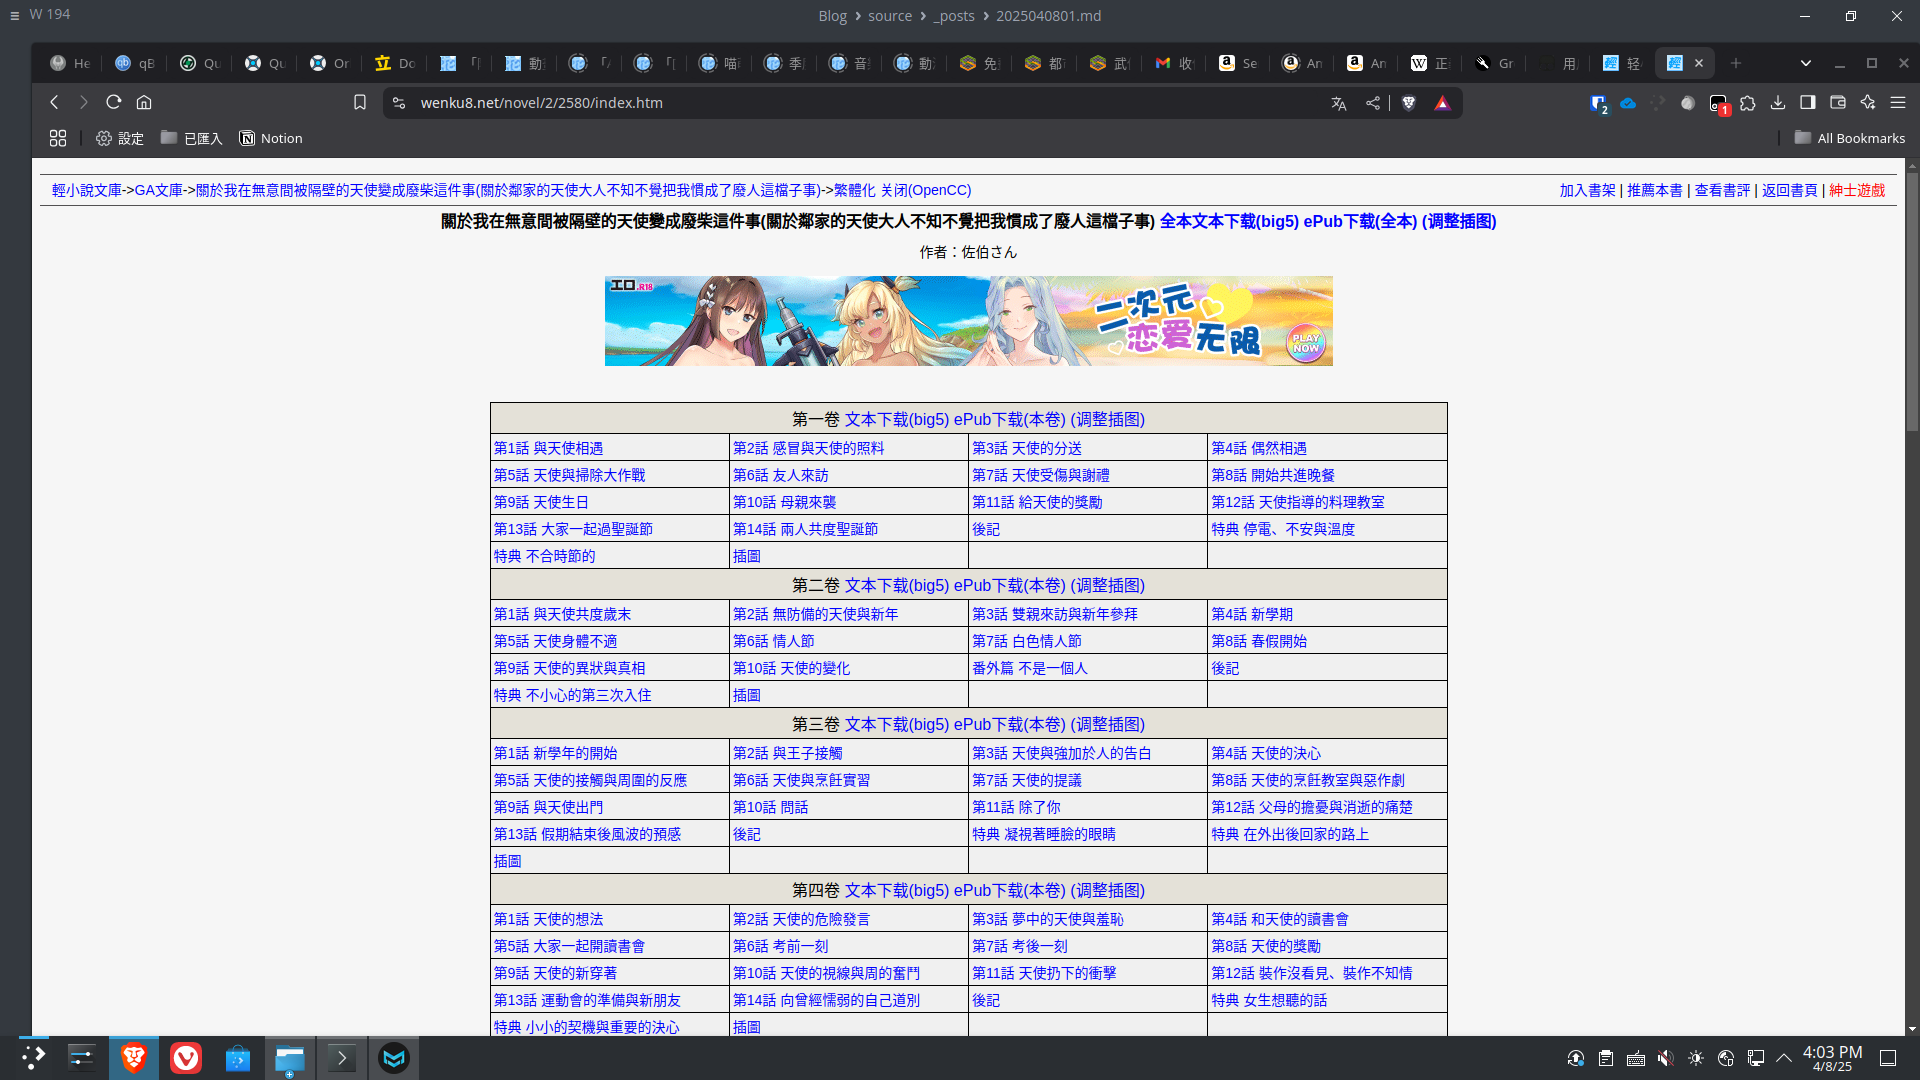 W 194
Blog > source > _posts > 2025040801.md
He qB Qu Qu Or Do 「 動 「 「 喵 季 音 動 免 都 武 收 Se An An 正 Gr 用 轻
wenku8.net/novel/2/2580/index.htm
2 1
設定 已匯入 Notion All Bookmarks
輕小說文庫->GA文庫->關於我在無意間被隔壁的天使變成廢柴這件事(關於鄰家的天使大人不知不覺把我慣成了廢人這檔子事)->繁體化 关闭(OpenCC) 加入書架 | 推薦本書 | 查看書評 | 返回書頁 | 紳士遊戲
關於我在無意間被隔壁的天使變成廢柴這件事(關於鄰家的天使大人不知不覺把我慣成了廢人這檔子事) 全本文本下载(big5) ePub下载(全本) (调整插图)
作者：佐伯さん
エロ.R18 二次元
恋爱无限 PLAY NOW
第一卷 文本下载(big5) ePub下载(本卷) (调整插图)
第1話 與天使相遇 第2話 感冒與天使的照料 第3話 天使的分送 第4話 偶然相遇
第5話 天使與掃除大作戰 第6話 友人來訪 第7話 天使受傷與謝禮 第8話 開始共進晚餐
第9話 天使生日 第10話 母親來襲 第11話 給天使的獎勵 第12話 天使指導的料理教室
第13話 大家一起過聖誕節 第14話 兩人共度聖誕節 後記 特典 停電、不安與溫度
特典 不合時節的 插圖
第二卷 文本下载(big5) ePub下载(本卷) (调整插图)
第1話 與天使共度歲末 第2話 無防備的天使與新年 第3話 雙親來訪與新年參拜 第4話 新學期
第5話 天使身體不適 第6話 情人節 第7話 白色情人節 第8話 春假開始
第9話 天使的異狀與真相 第10話 天使的變化 番外篇 不是一個人 後記
特典 不小心的第三次入住 插圖
第三卷 文本下载(big5) ePub下载(本卷) (调整插图)
第1話 新學年的開始 第2話 與王子接觸 第3話 天使與強加於人的告白 第4話 天使的決心
第5話 天使的接觸與周圍的反應 第6話 天使與烹飪實習 第7話 天使的提議 第8話 天使的烹飪教室與惡作劇
第9話 與天使出門 第10話 問話 第11話 除了你 第12話 父母的擔憂與消逝的痛楚
第13話 假期結束後風波的預感 後記 特典 凝視著睡臉的眼睛 特典 在外出後回家的路上
插圖
第四卷 文本下载(big5) ePub下载(本卷) (调整插图)
第1話 天使的想法 第2話 天使的危險發言 第3話 夢中的天使與羞恥 第4話 和天使的讀書會
第5話 大家一起開讀書會 第6話 考前一刻 第7話 考後一刻 第8話 天使的獎勵
第9話 天使的新穿著 第10話 天使的視線與周的奮鬥 第11話 天使扔下的衝擊 第12話 裝作沒看見、裝作不知情
第13話 運動會的準備與新朋友 第14話 向曾經懦弱的自己道別 後記 特典 女生想聽的話
特典 小小的契機與重要的決心 插圖
4:03 PM
4/8/25